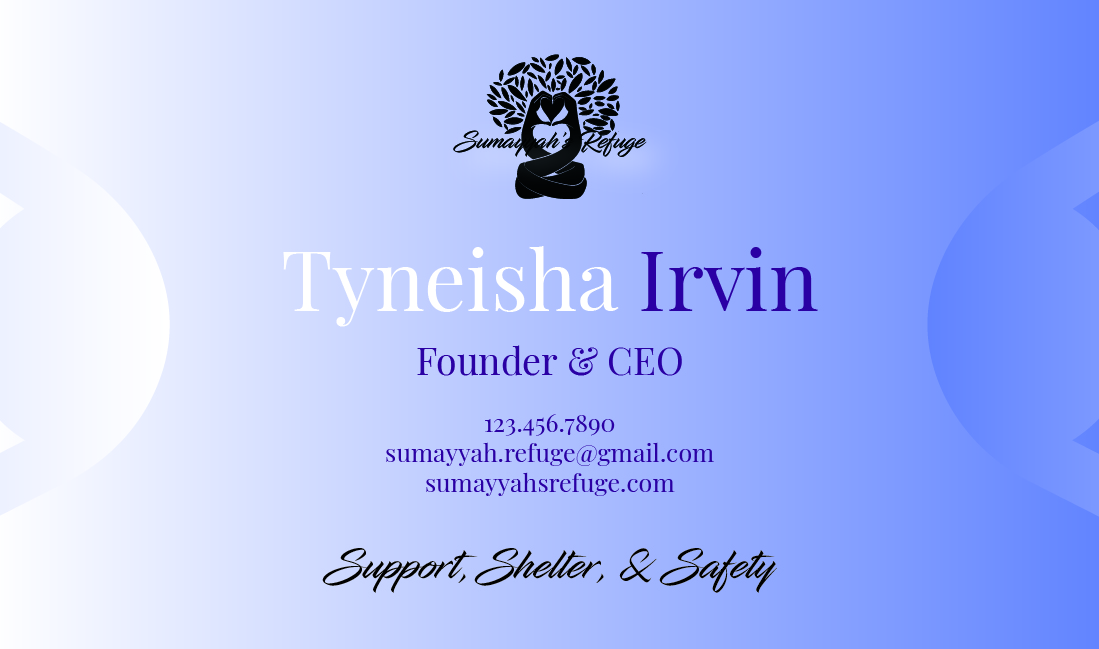 Sumayyah's Refuge
Tyneisha Irvin
Founder & CEO
123.456.7890
sumayyah.refuge@gmail.com
sumayyahsrefuge.com
Support, Shelter, & Safety